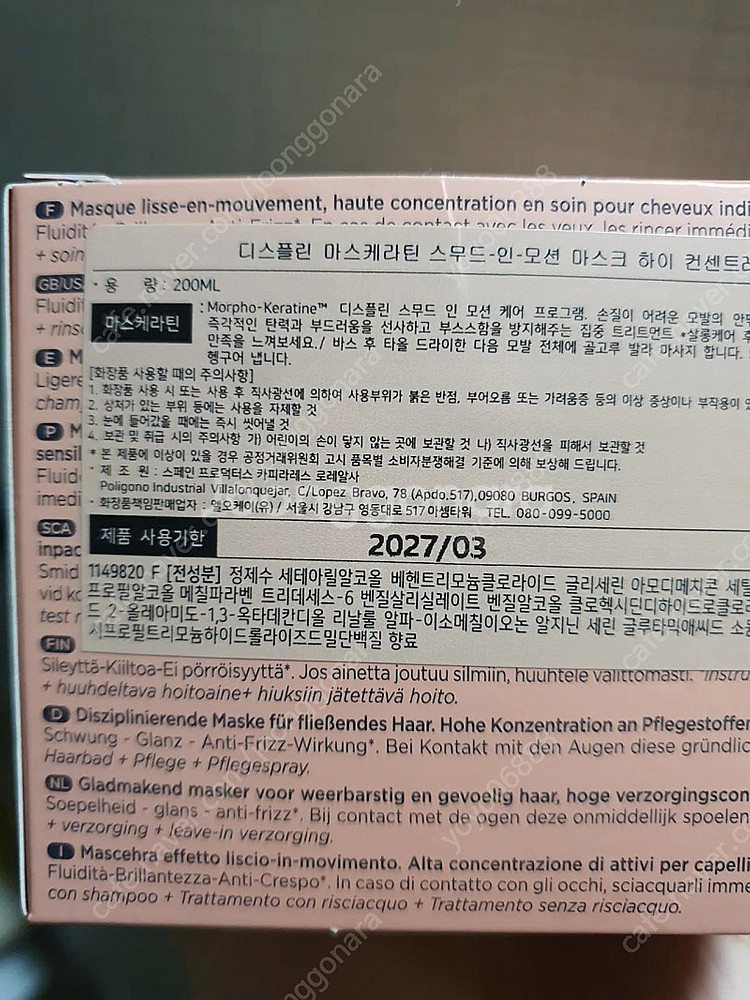 F Masque lisse-en-mouvement, haute concentration en soin pour cheveux indi
Fluidit
+ soin
디스플린 마스케라틴 스무드-인-모션 마스크 하이 컨센트레
GB/US
Fluidi
+ rins
· 용 량 : 200ML
마스케라틴
: Morpho-Keratine™ 디스플린 스무드 인 모션 케어 프로그램. 손질이 어려운 모발의 안
즉각적인 탄력과 부드러움을 선사하고 부스스함을 방지해주는 집중 트리트먼트 *살롱케어 후
만족을 느껴보세요./ 바스 후 타올 드라이한 다음 모발 전체에 골고루 발라 마사지 합니다.
헹구어 냅니다.
E M
Ligere
cham
[화장품 사용할 때의 주의사항]
1. 화장품 사용 시 또는 사용 후 직사광선에 의하여 사용부위가 붉은 반점, 부어오름 또는 가려움증 등의 이상 증상이나 부작용이
2. 상처가 있는 부위 등에는 사용을 자제할 것
3. 눈에 들어갔을 때에는 즉시 씻어낼 것
4. 보관 및 취급 시의 주의사항 가) 어린이의 손이 닿지 않는 곳에 보관할 것 나) 직사광선을 피해서 보관할 것
P M
sensil
Fluid
imedi
* 본 제품에 이상이 있을 경우 공정거래위원회 고시 품목별 소비자분쟁해결 기준에 의해 보상해 드립니다.
· 제 조 원 : 스페인 프로덕터스 카피라레스 로레알사
Poligono Industrial Villalonquejar, C/Lopez Bravo, 78 (Apdo.517),09080 BURGOS, SPAIN
· 화장품책임판매업자 : 엘오케이(유) / 서울시 강남구 영동대로 517 아셈타워 TEL. 080-099-5000
SCA
inpac
Smid
vid ko
test r
제품 사용기한
2027/03
1149820 F [전성분] 정제수 세테아릴알코올 베헨트리모늄클로라이드 글리세린 아모디메치콘 세틸
프로필알코올 메칠파라벤 트리데세스-6 벤질살리실레이트 벤질알코올 클로헥시딘디하이드로클로
드 2-올레아미도-1,3-옥타데칸디올 리날룰 알파-이소메칠이오논 알지닌 세린 글루타믹애씨드 소
시프로필트리모늄하이드롤라이즈드밀단백질 향료
FIN
Sileyttä-Kiiltoa-Ei pörröisyyttä*. Jos ainetta joutuu silmiin, huuhtele välittömästi.
+ huuhdeltava hoitoaine+ hiuksiin jätettävä hoito.
D Disziplinierende Maske für fließendes Haar. Hohe Konzentration an Pflegestoffen
Schwung - Glanz - Anti-Frizz-Wirkung*. Bei Kontakt mit den Augen diese gründlic
Haarbad + Pflege + Pflegespray.
NL Gladmakend masker voor weerbarstig en gevoelig haar, hoge verzorgingscon
Soepelheid - glans - anti-frizz*. Bij contact met de ogen deze onmiddellijk spoelen
+ verzorging + leave-in verzorging.
I Mascehra effetto liscio-in-movimento. Alta concentrazione di attivi per capelli
Fluidità-Brillantezza-Anti-Crespo*. In caso di contatto con gli occhi, sciacquarli imme
con shampoo + Trattamento con risciacquo + Trattamento senza risciacquo.